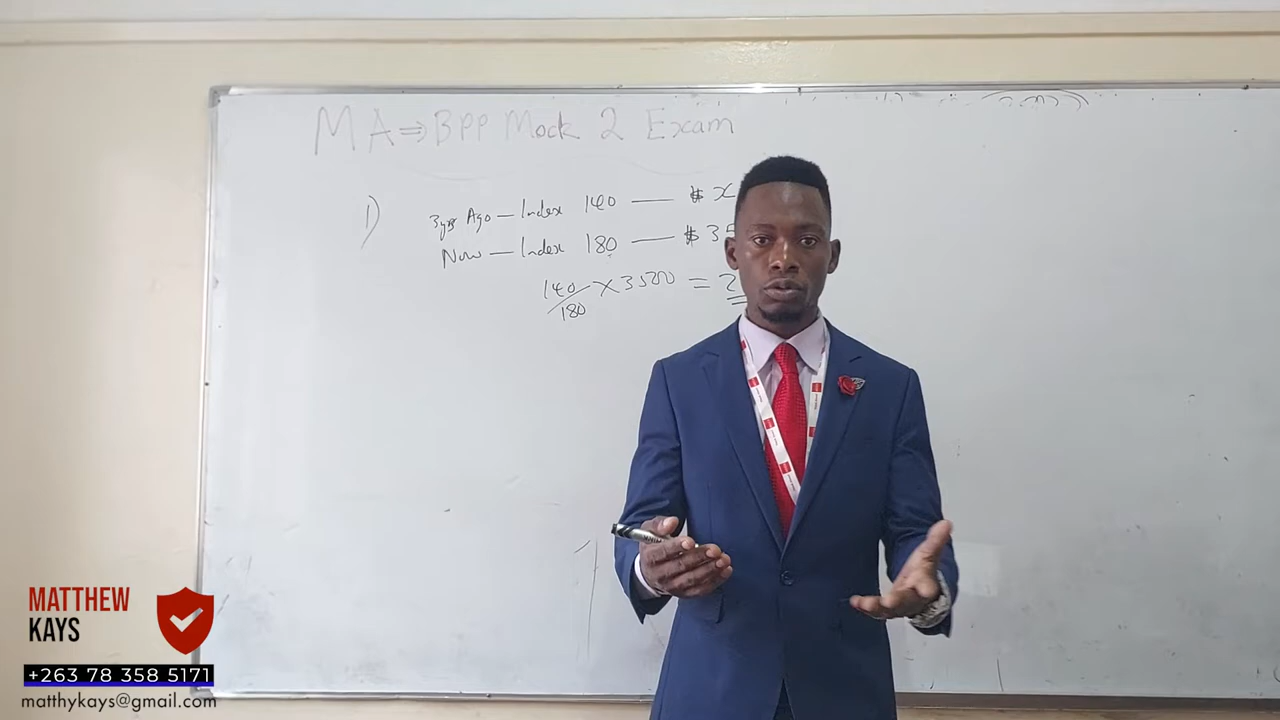 MA ⇒ BPP Mock 2 Exam
1)
3yrs Ago — Index 140 — $ x
Now — Index 180 — $ 35
140/180 × 3500 = 2
MATTHEW
KAYS
+263 78 358 5171
matthykays@gmail.com